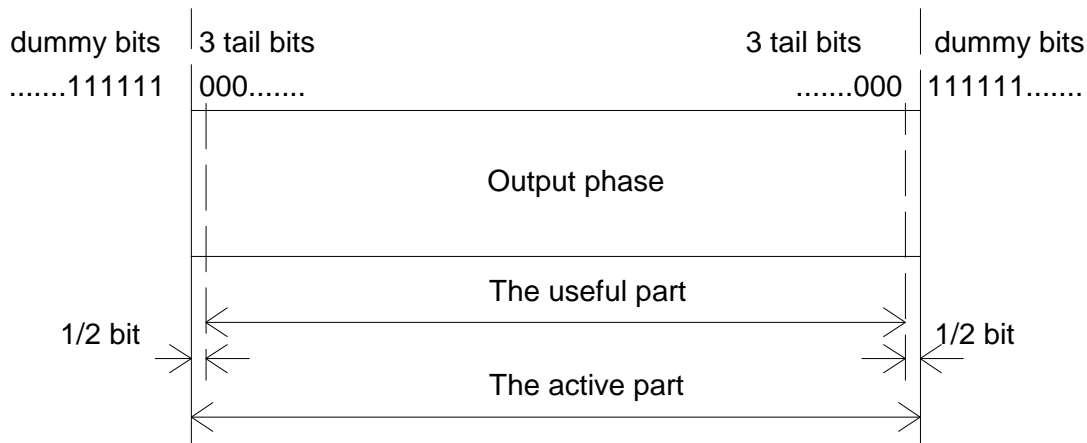 dummy bits 3 tail bits 3 tail bits dummy bits
.......111111 000....... .......000 111111.......
Output phase
The useful part
1/2 bit 1/2 bit
The active part